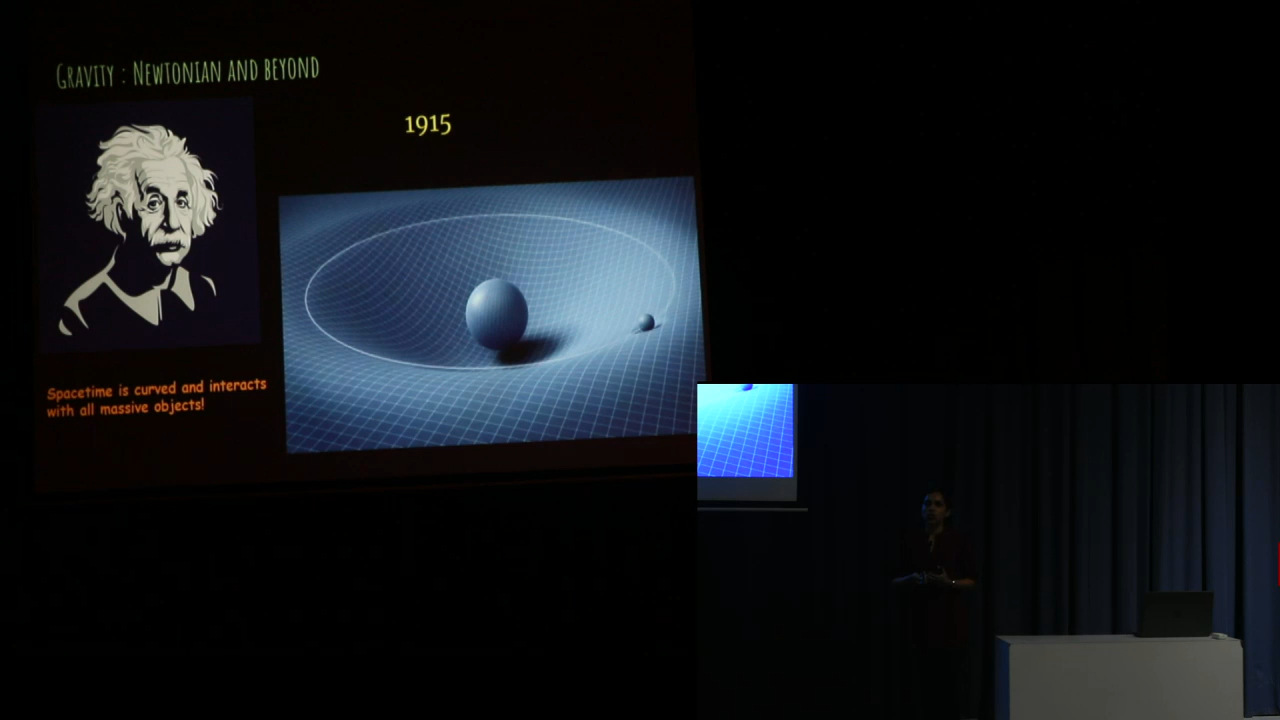 GRAVITY : NEWTONIAN AND BEYOND
1915
Spacetime is curved and interacts
with all massive objects!